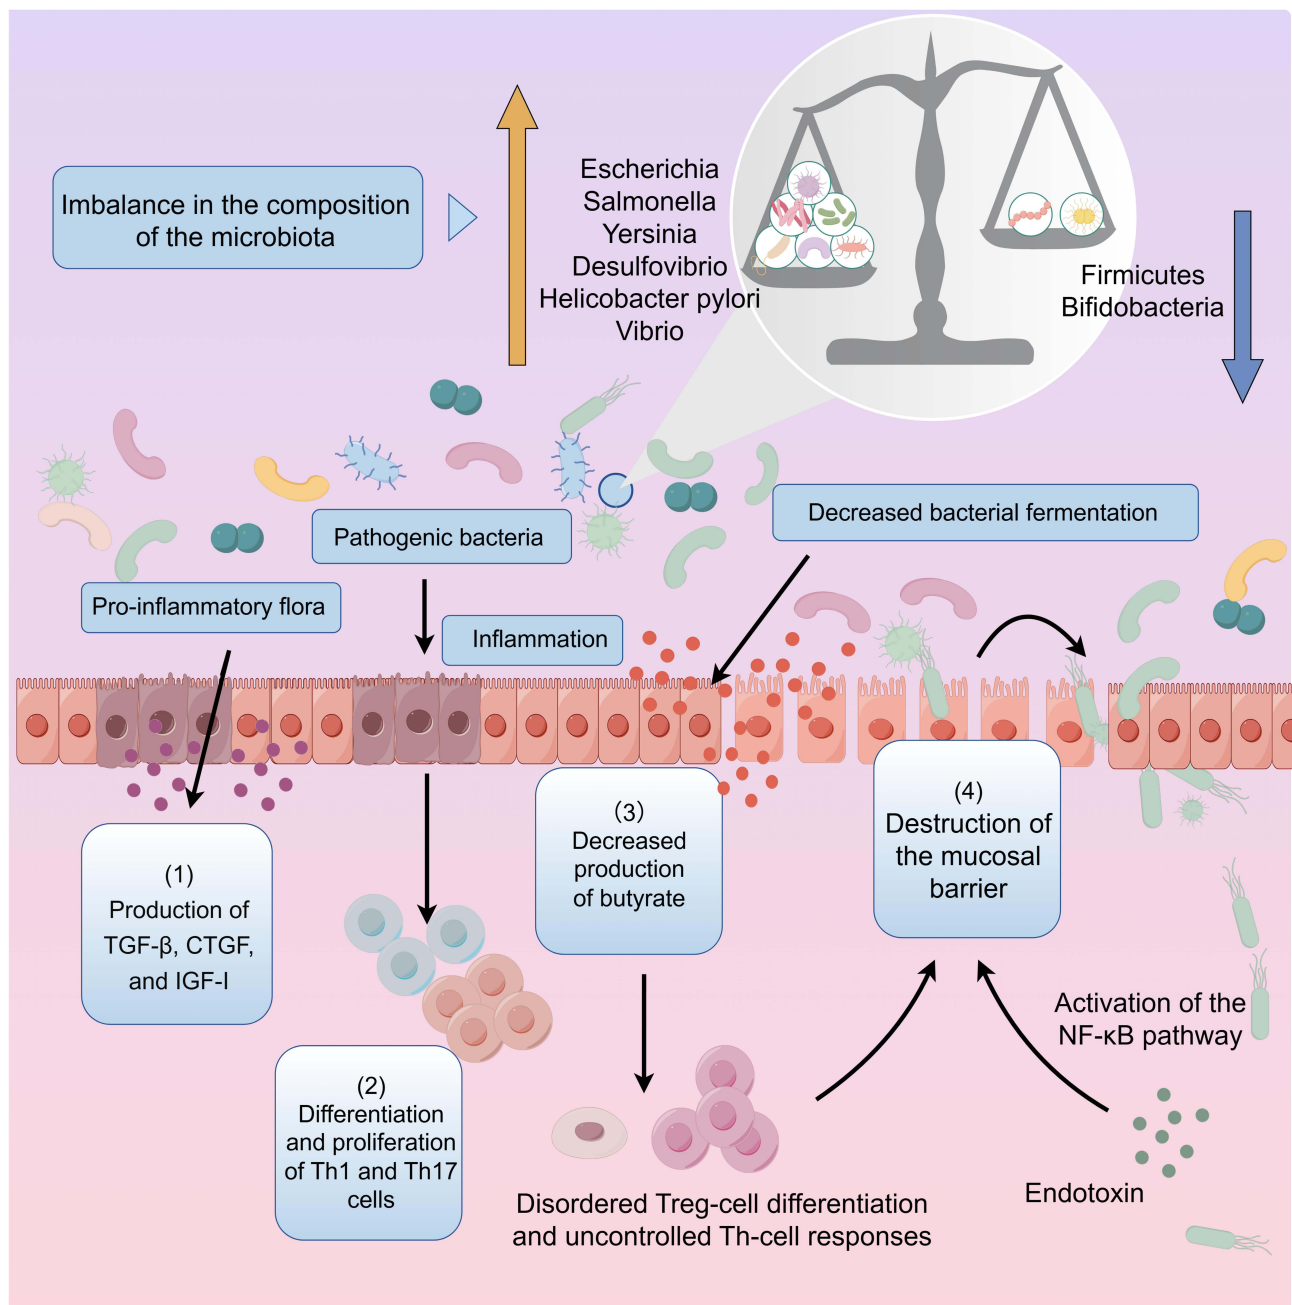 Imbalance in the composition
of the microbiota
Escherichia
Salmonella
Yersinia
Desulfovibrio
Helicobacter pylori
Vibrio
Firmicutes
Bifidobacteria
Decreased bacterial fermentation
Pathogenic bacteria
Pro-inflammatory flora
Inflammation
(1)
Production of
TGF-β, CTGF,
and IGF-I
(2)
Differentiation
and proliferation
of Th1 and Th17
cells
(3)
Decreased
production
of butyrate
(4)
Destruction of
the mucosal
barrier
Activation of the
NF-κB pathway
Endotoxin
Disordered Treg-cell differentiation
and uncontrolled Th-cell responses